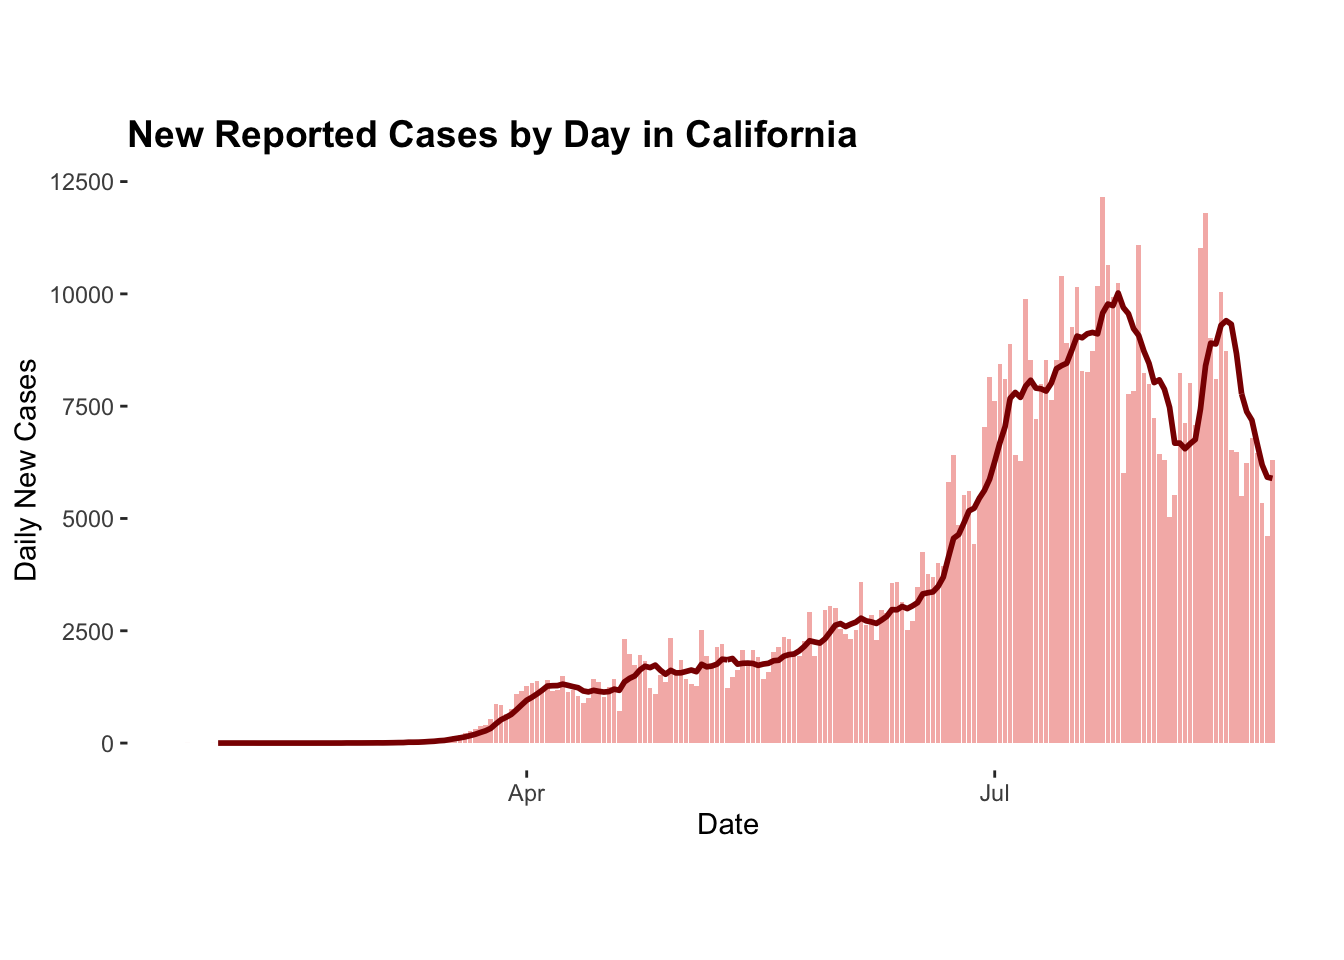 New Reported Cases by Day in California
12500
10000
7500
5000
2500
0
Daily New Cases
Apr
Jul
Date